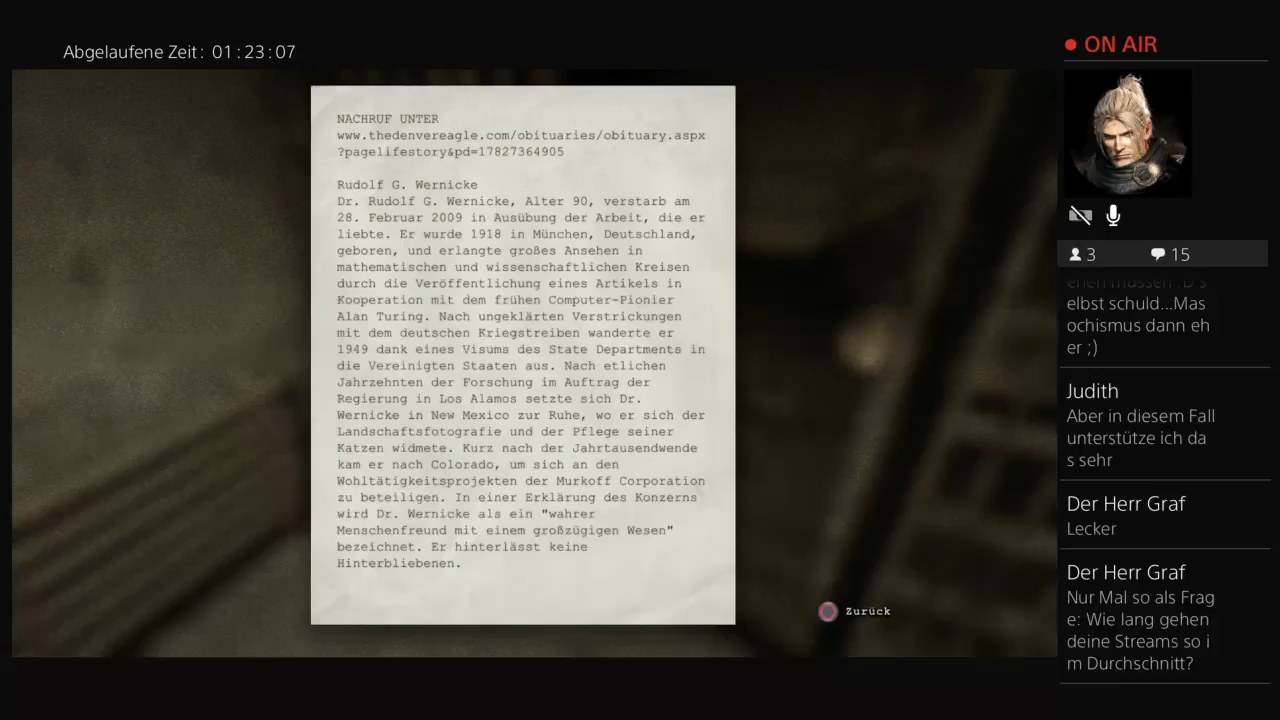 Abgelaufene Zeit: 01:23:07
NACHRUF UNTER
www.thedenvereagle.com/obituaries/obituary.aspx
?pagelifestory&pd=17827364905
Rudolf G. Wernicke
Dr. Rudolf G. Wernicke, Alter 90, verstarb am
28. Februar 2009 in Ausübung der Arbeit, die er
liebte. Er wurde 1918 in München, Deutschland,
geboren, und erlangte großes Ansehen in
mathematischen und wissenschaftlichen Kreisen
durch die Veröffentlichung eines Artikels in
Kooperation mit dem frühen Computer-Pionier
Alan Turing. Nach ungeklärten Verstrickungen
mit dem deutschen Kriegstreiben wanderte er
1949 dank eines Visums des State Departments in
die Vereinigten Staaten aus. Nach etlichen
Jahrzehnten der Forschung im Auftrag der
Regierung in Los Alamos setzte sich Dr.
Wernicke in New Mexico zur Ruhe, wo er sich der
Landschaftsfotografie und der Pflege seiner
Katzen widmete. Kurz nach der Jahrtausendwende
kam er nach Colorado, um sich an den
Wohltätigkeitsprojekten der Murkoff Corporation
zu beteiligen. In einer Erklärung des Konzerns
wird Dr. Wernicke als ein "wahrer
Menschenfreund mit einem großzügigen Wesen"
bezeichnet. Er hinterlässt keine
Hinterbliebenen.
Zurück
ON AIR
3 15
ehen müssen :D s
elbst schuld...Mas
ochismus dann eh
er ;)
Judith
Aber in diesem Fall
unterstütze ich da
s sehr
Der Herr Graf
Lecker
Der Herr Graf
Nur Mal so als Frag
e: Wie lang gehen
deine Streams so i
m Durchschnitt?